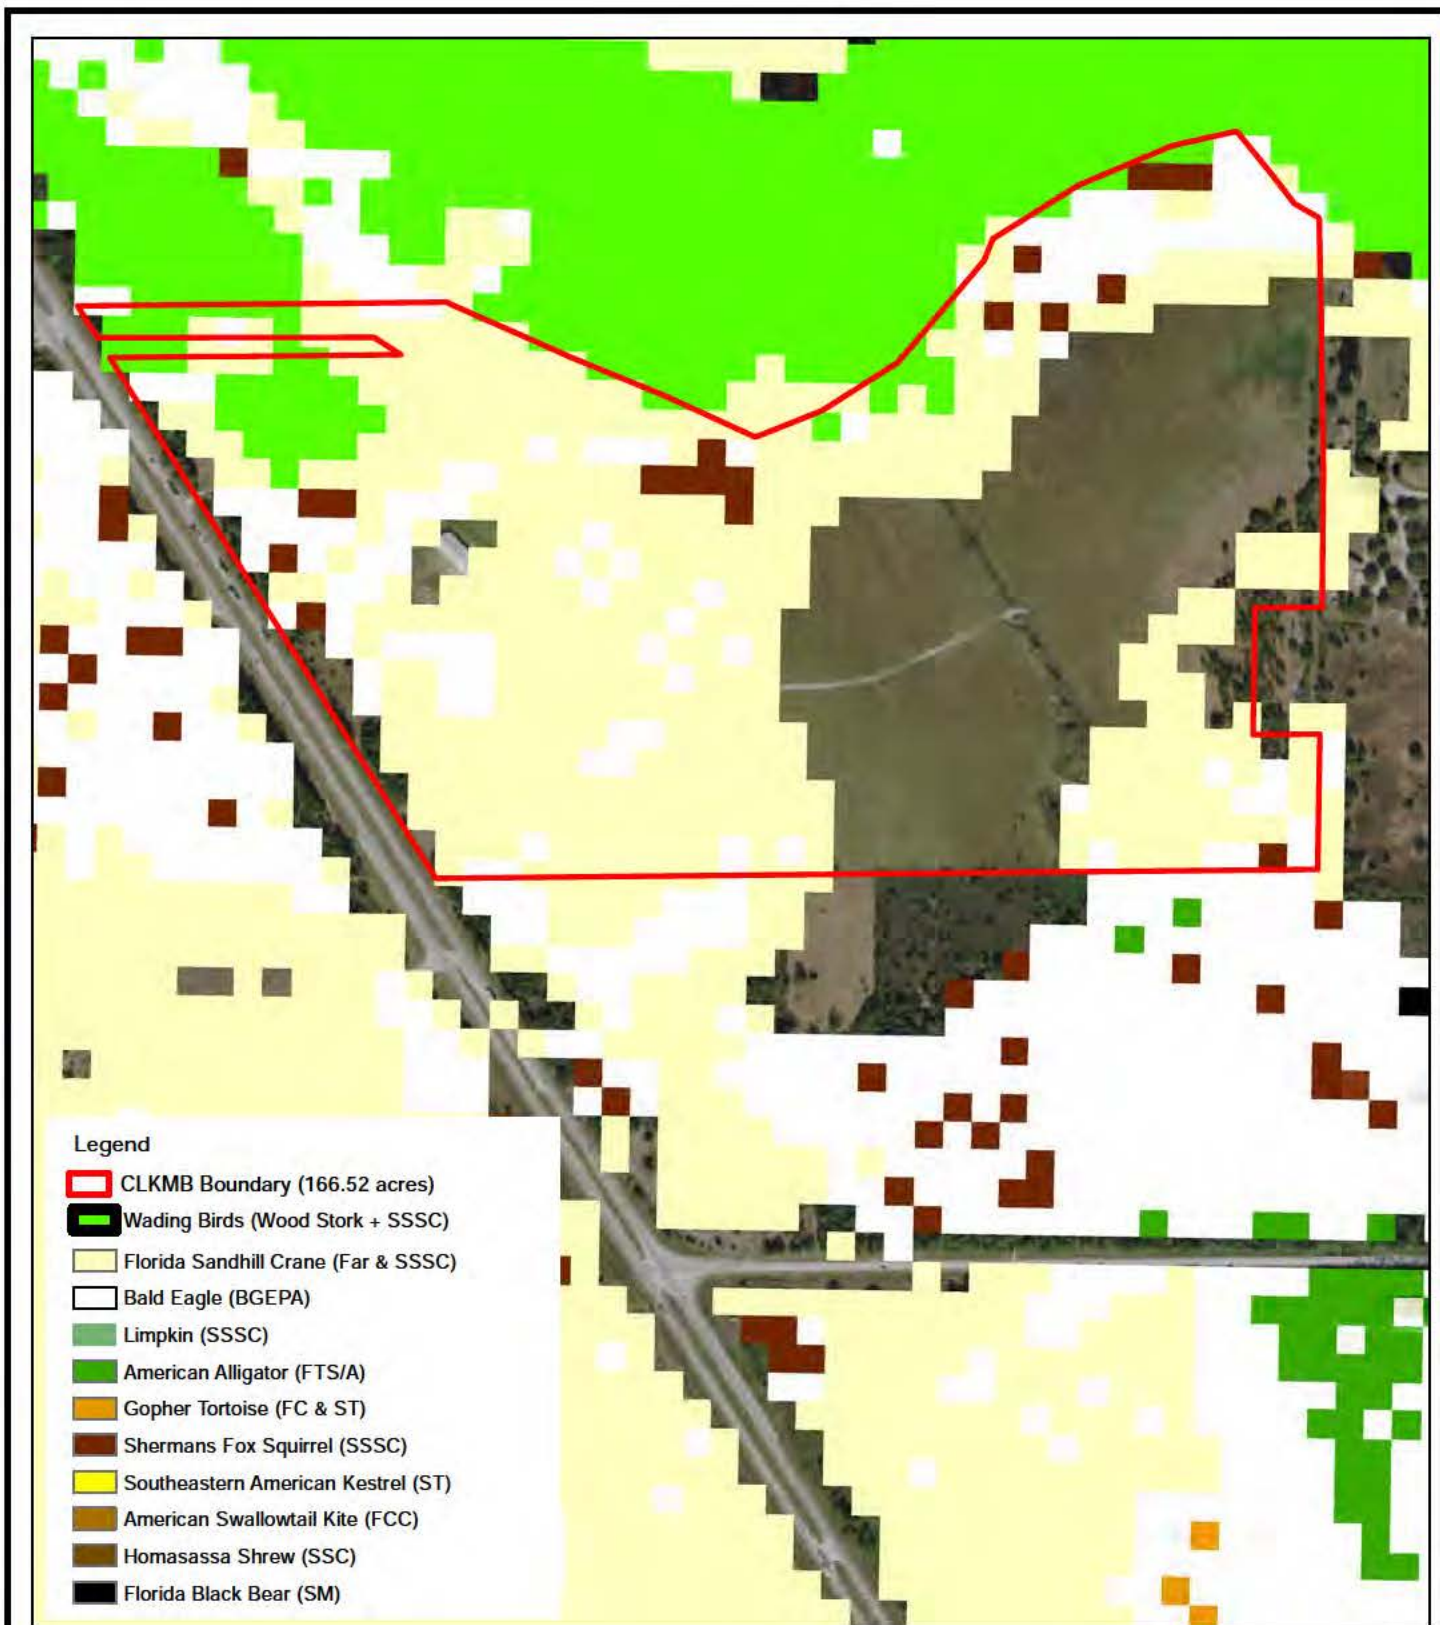 Legend
CLKMB Boundary (166.52 acres)
Wading Birds (Wood Stork + SSSC)
Florida Sandhill Crane (Far & SSSC)
Bald Eagle (BGEPA)
Limpkin (SSSC)
American Alligator (FTS/A)
Gopher Tortoise (FC & ST)
Shermans Fox Squirrel (SSSC)
Southeastern American Kestrel (ST)
American Swallowtail Kite (FCC)
Homasassa Shrew (SSC)
Florida Black Bear (SM)